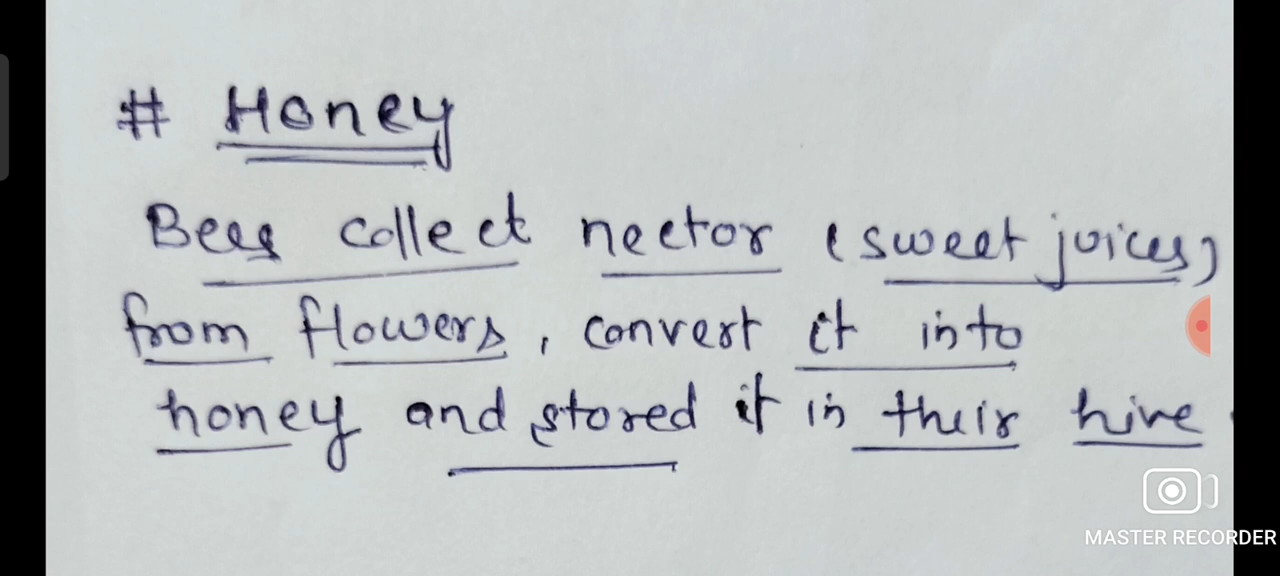 # Honey
Bees collect nector (sweet juices)
from flowers, convert it into
honey and stored it in their hive.
MASTER RECORDER